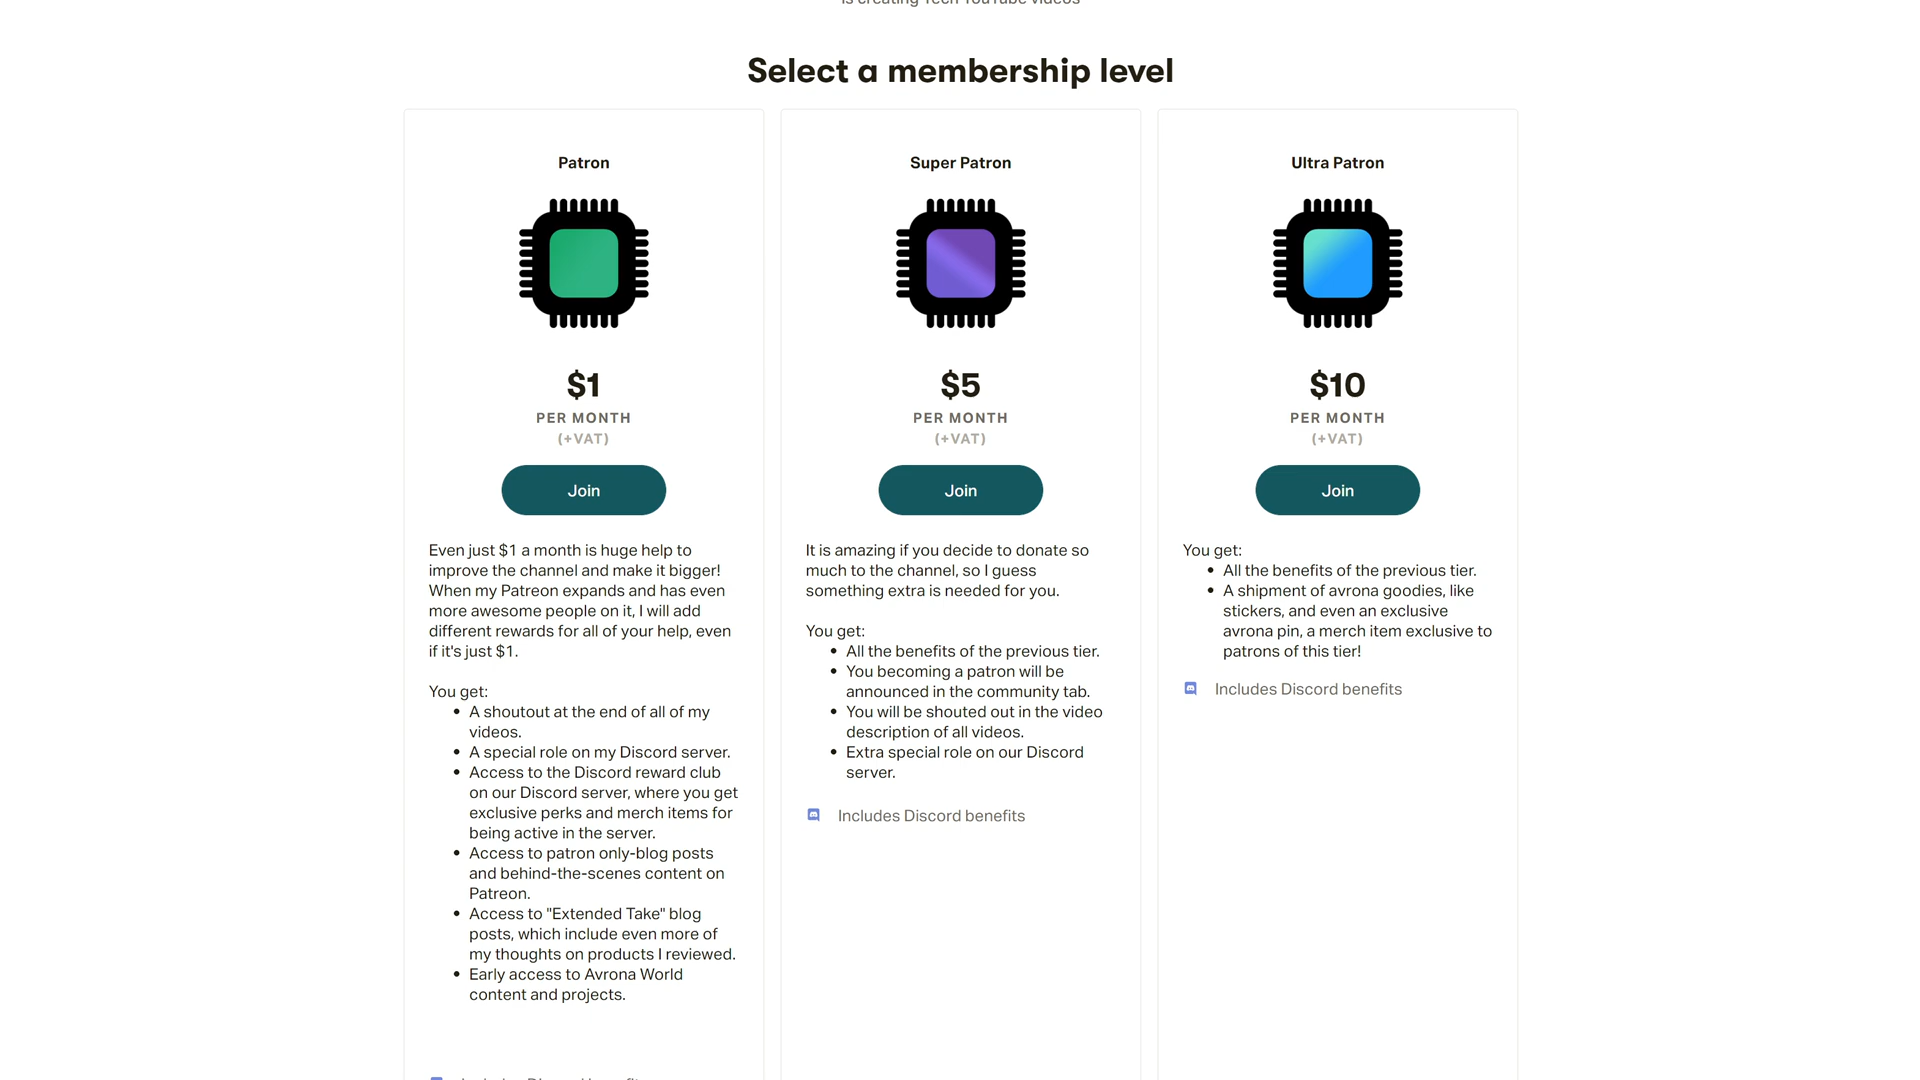 is creating Tech YouTube videos
Select a membership level
Patron
$1
PER MONTH
(+VAT)
Join
Even just $1 a month is huge help to
improve the channel and make it bigger!
When my Patreon expands and has even
more awesome people on it, I will add
different rewards for all of your help, even
if it's just $1.
You get:
• A shoutout at the end of all of my
videos.
• A special role on my Discord server.
• Access to the Discord reward club
on our Discord server, where you get
exclusive perks and merch items for
being active in the server.
• Access to patron only-blog posts
and behind-the-scenes content on
Patreon.
• Access to "Extended Take" blog
posts, which include even more of
my thoughts on products I reviewed.
• Early access to Avrona World
content and projects.
Includes Discord benefits
Super Patron
$5
PER MONTH
(+VAT)
Join
It is amazing if you decide to donate so
much to the channel, so I guess
something extra is needed for you.
You get:
• All the benefits of the previous tier.
• You becoming a patron will be
announced in the community tab.
• You will be shouted out in the video
description of all videos.
• Extra special role on our Discord
server.
Includes Discord benefits
Ultra Patron
$10
PER MONTH
(+VAT)
Join
You get:
• All the benefits of the previous tier.
• A shipment of avrona goodies, like
stickers, and even an exclusive
avrona pin, a merch item exclusive to
patrons of this tier!
Includes Discord benefits